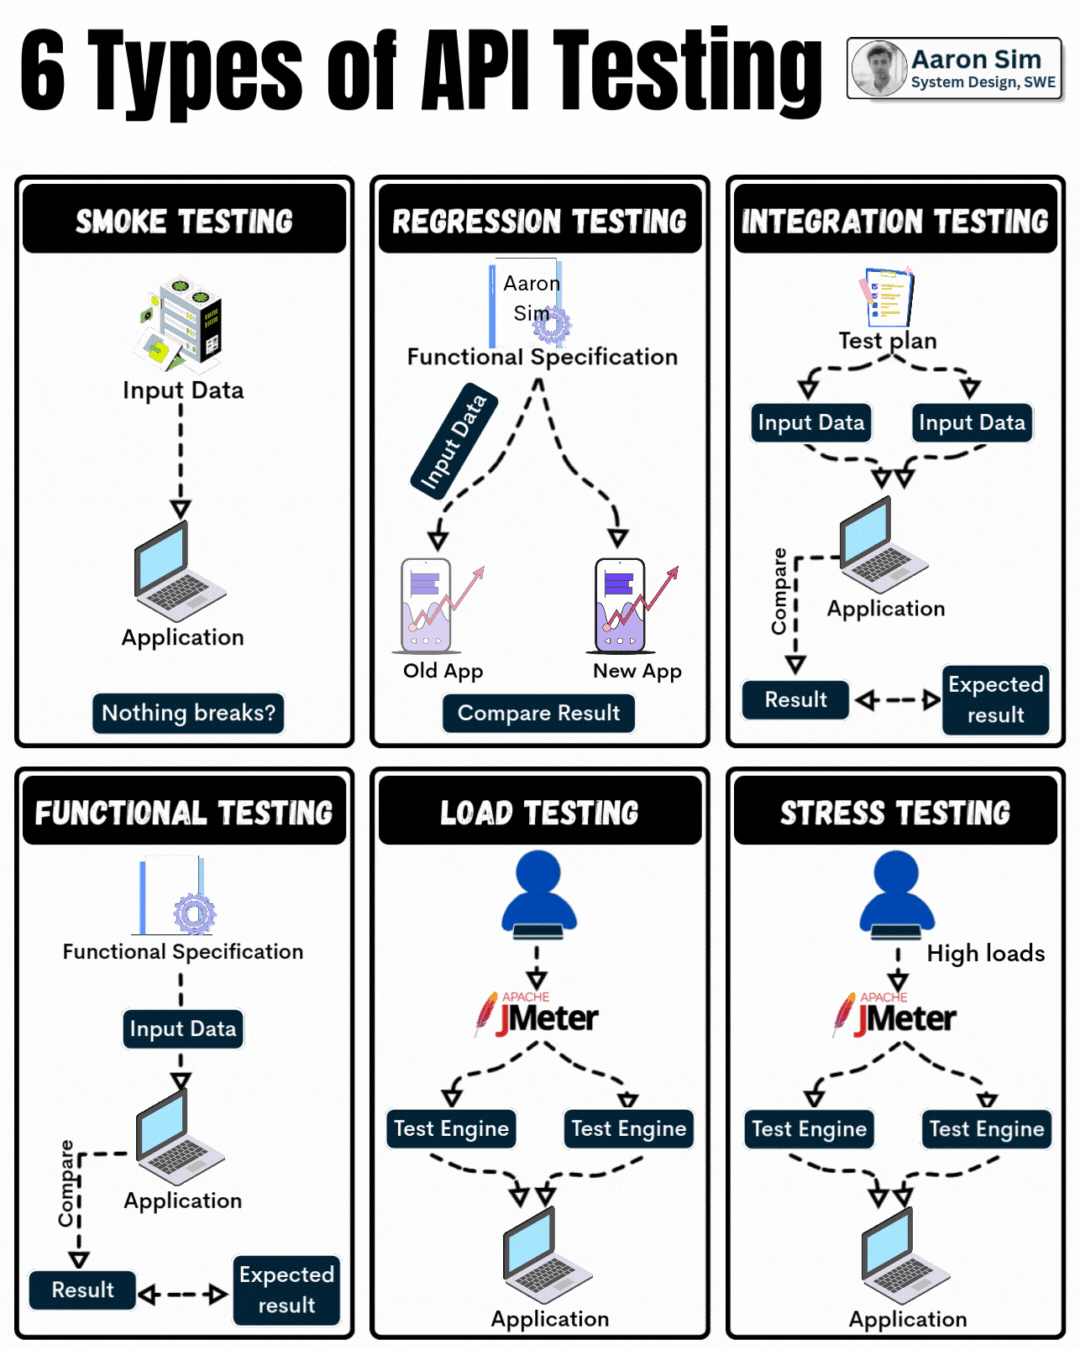 6 Types of API Testing
Aaron Sim
System Design, SWE
SMOKE TESTING
Input Data
Application
Nothing breaks?
REGRESSION TESTING
Aaron
Sim
Functional Specification
Input Data
Old App
New App
Compare Result
INTEGRATION TESTING
Test plan
Input Data
Input Data
Application
Compare
Result
Expected
result
FUNCTIONAL TESTING
Functional Specification
Input Data
Application
Compare
Result
Expected
result
LOAD TESTING
APACHE
JMeter
Test Engine
Test Engine
Application
STRESS TESTING
High loads
APACHE
JMeter
Test Engine
Test Engine
Application